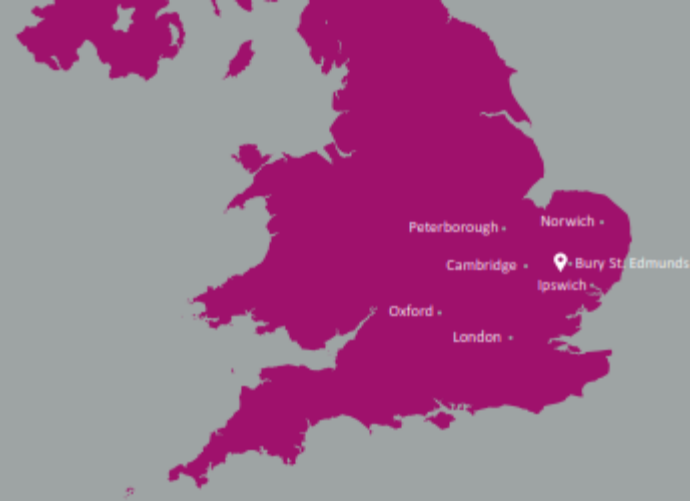 Norwich
Peterborough
Bury St. Edmunds
Cambridge
Ipswich
Oxford
London